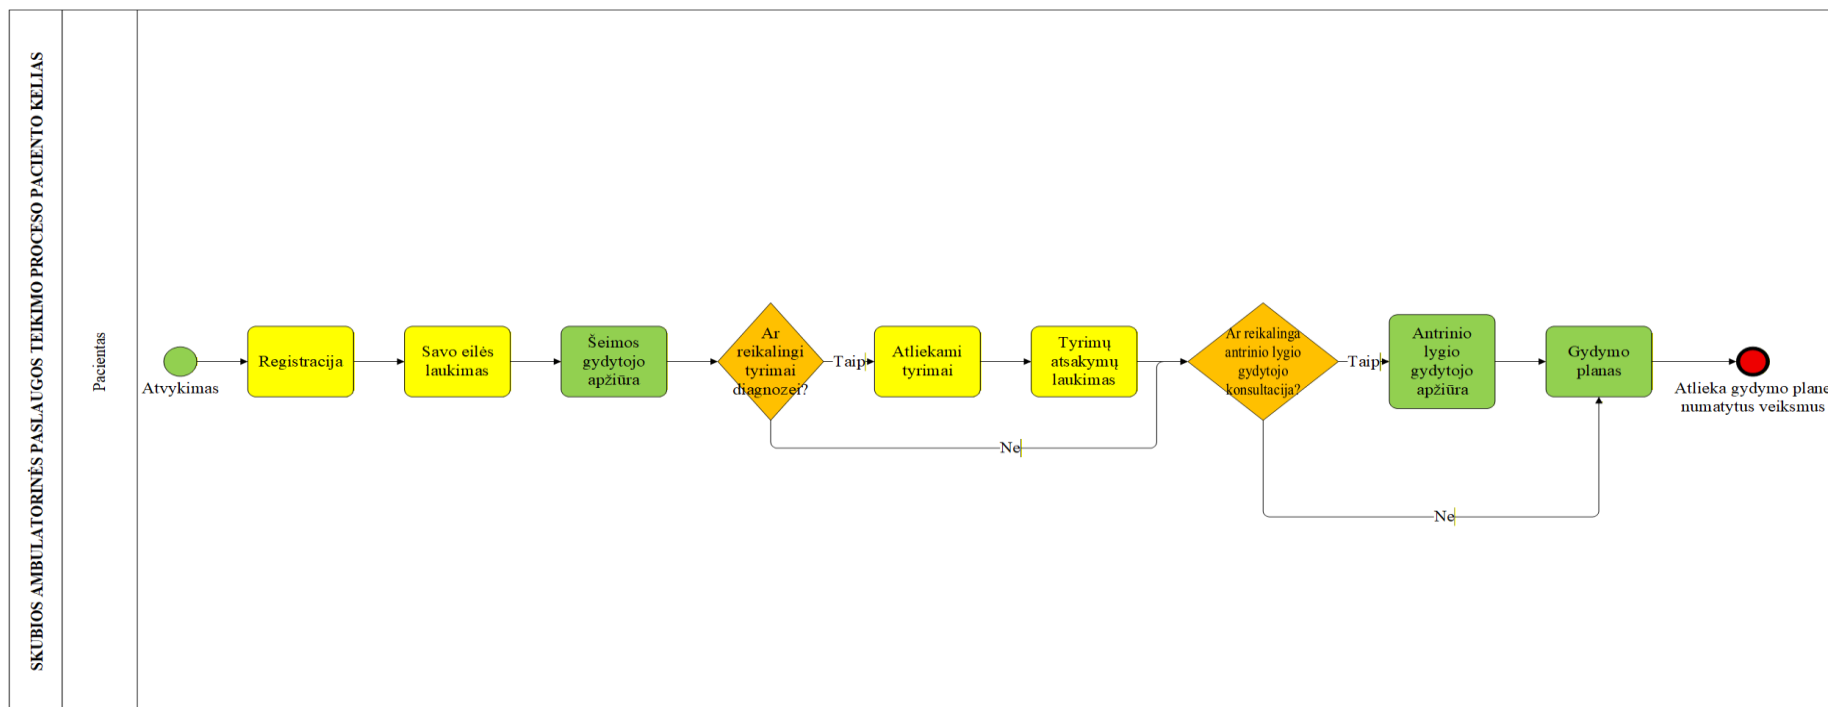 SKUBIOS AMBULATORINĖS PASLAUGOS TEIKIMO PROCESO PACIENTO KELIAS
Pacientas
Atvykimas
Registracija
Savo eilės
laukimas
Šeimos
gydytojo
apžiūra
Ar
reikalingi
tyrimai
diagnozei?
Taip
Ne
Atliekami
tyrimai
Tyrimų
atsakymų
laukimas
Ar reikalinga
antrinio lygio
gydytojo
konsultacija?
Taip
Ne
Antrinio
lygio
gydytojo
apžiūra
Gydymo
planas
Atlieka gydymo plane
numatytus veiksmus